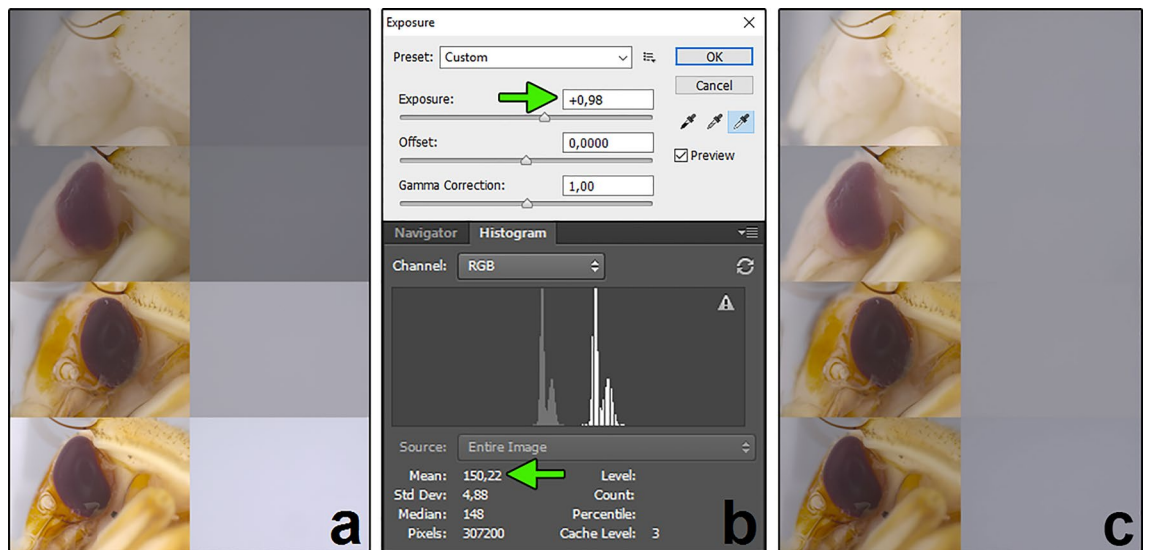 Exposure
Preset: Custom
OK
Cancel
Exposure: +0,98
Offset: 0,0000
Preview
Gamma Correction: 1,00
Navigator Histogram
Channel: RGB
Source: Entire Image
Mean: 150,22 Level:
Std Dev: 4,88 Count:
Median: 148 Percentile:
Pixels: 307200 Cache Level: 3
a b c